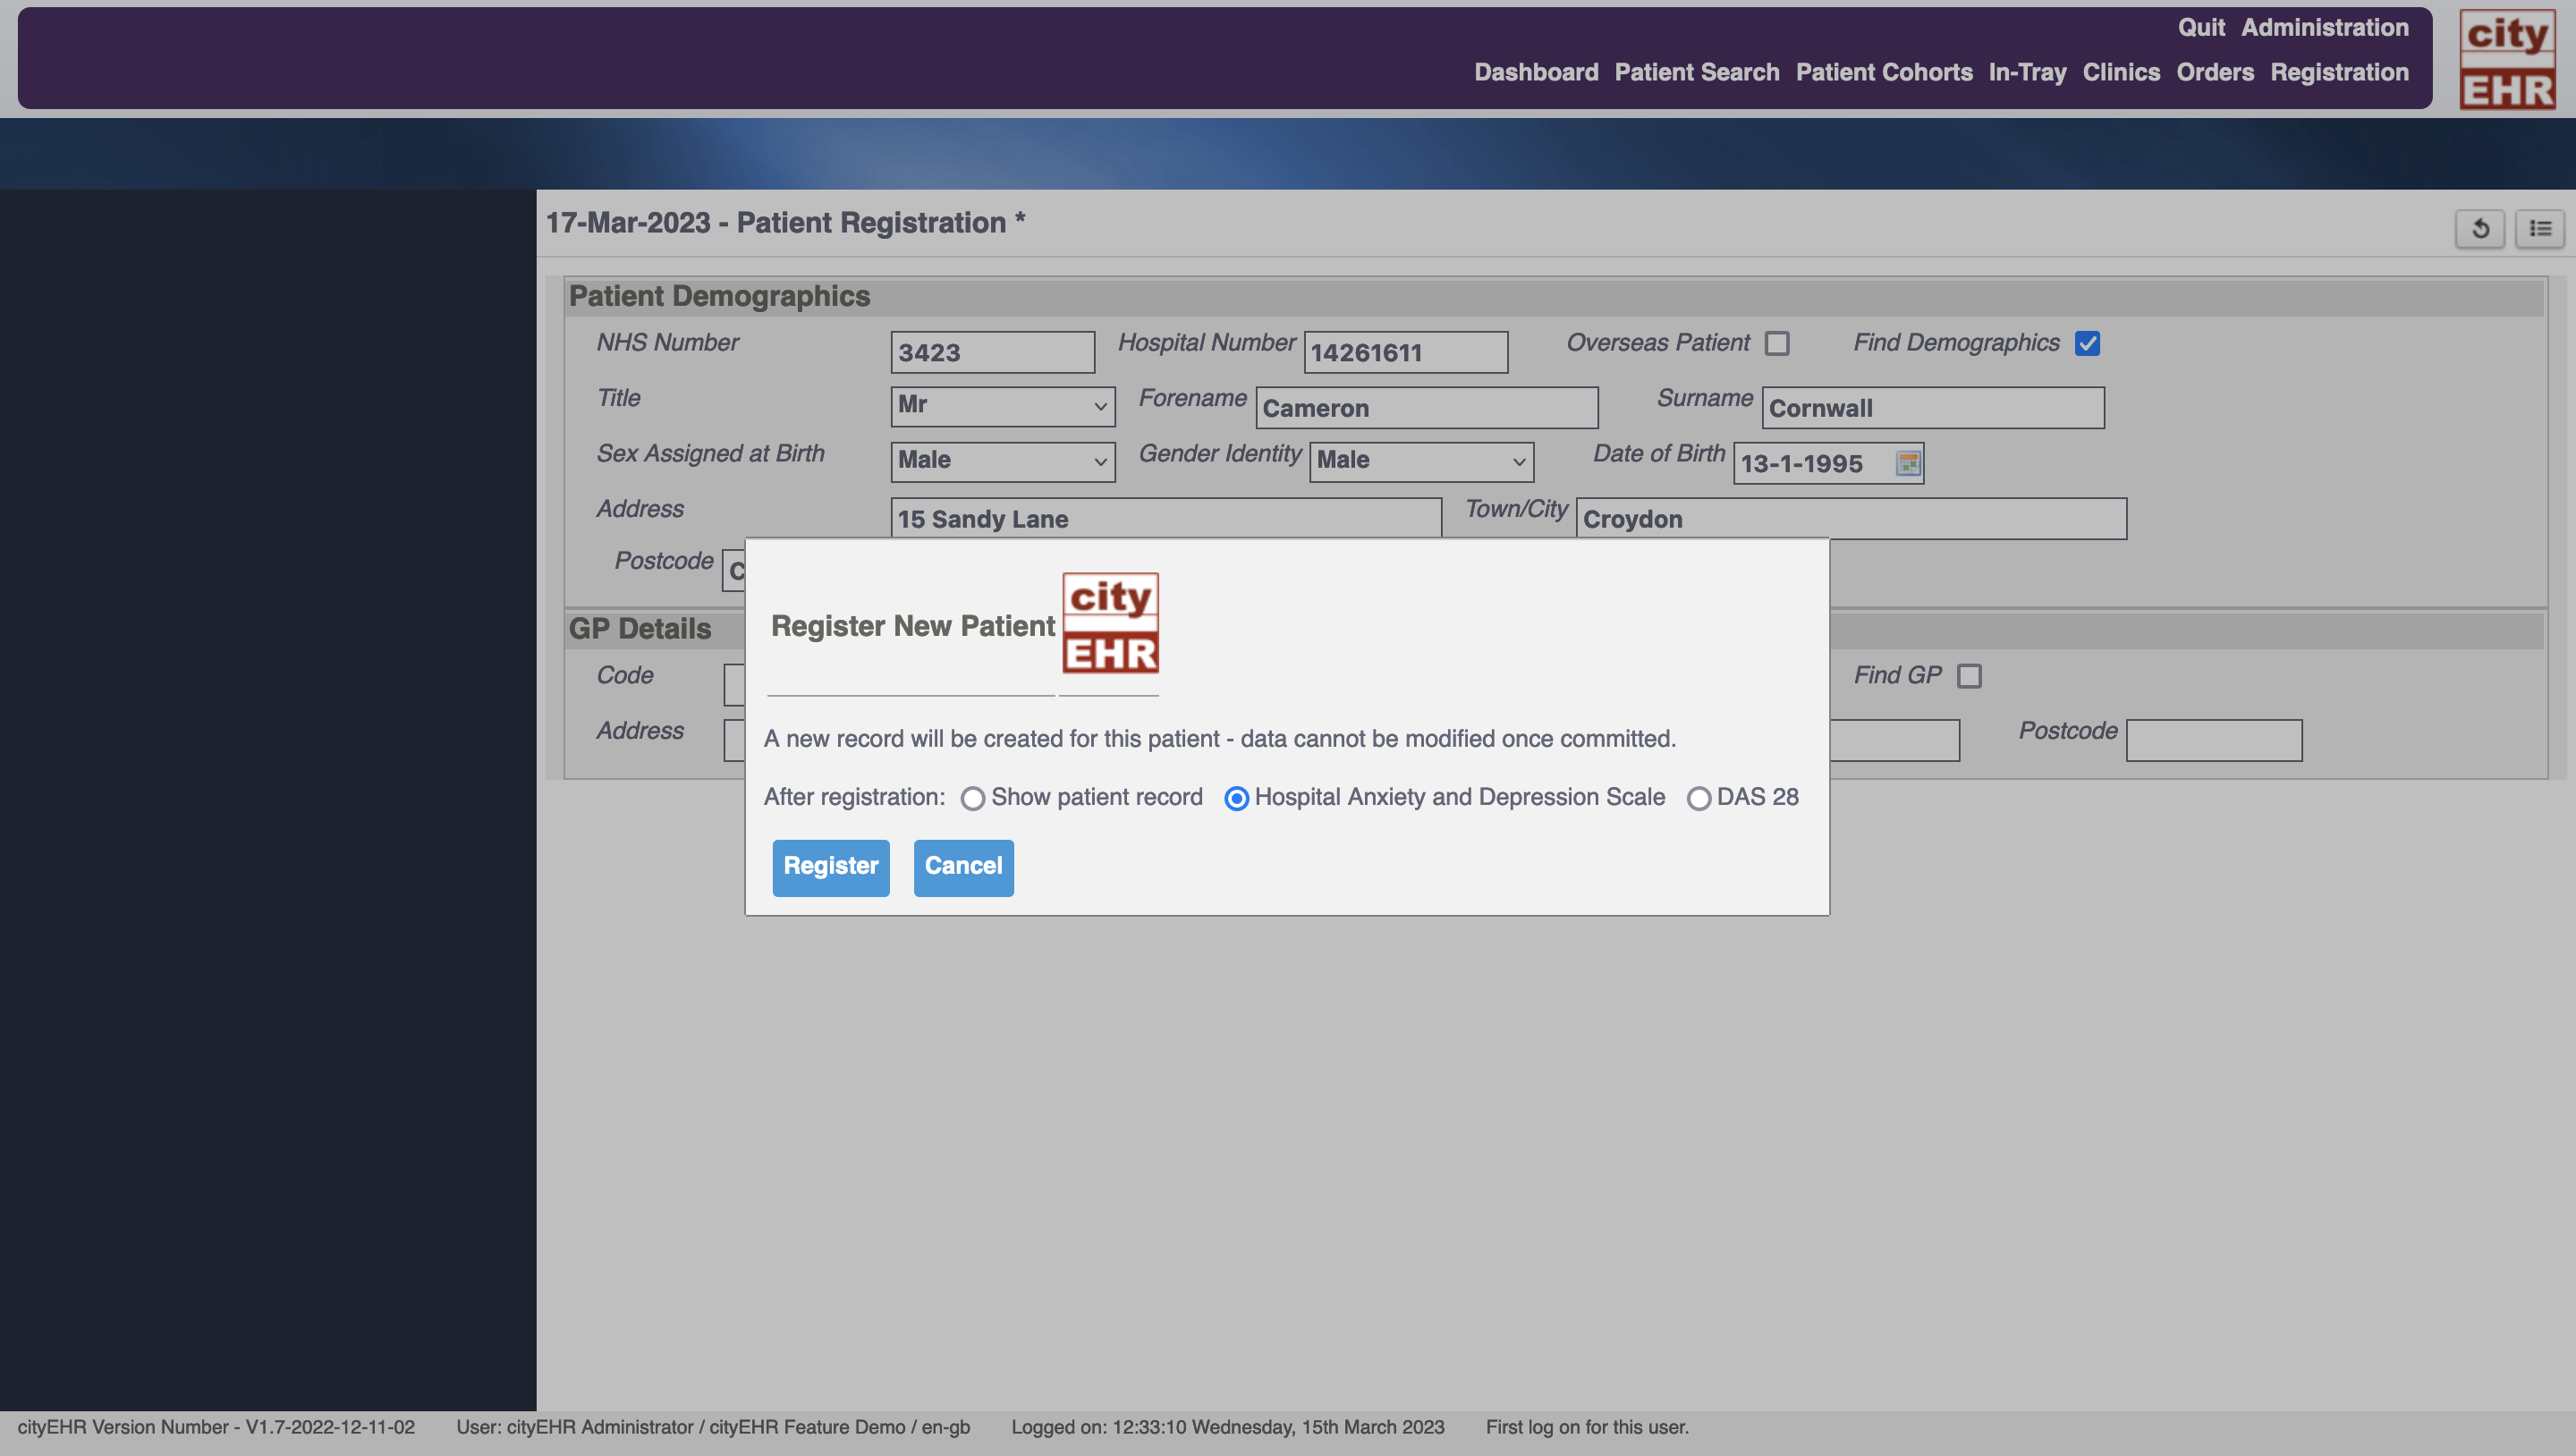 Quit Administration
Dashboard Patient Search Patient Cohorts In-Tray Clinics Orders Registration
city
EHR
17-Mar-2023 - Patient Registration *
Patient Demographics
NHS Number 3423 Hospital Number 14261611 Overseas Patient Find Demographics
Title Mr Forename Cameron Surname Cornwall
Sex Assigned at Birth Male Gender Identity Male Date of Birth 13-1-1995
Address 15 Sandy Lane Town/City Croydon
Postcode
GP Details
Code Find GP
Address Postcode
Register New Patient
city
EHR
A new record will be created for this patient - data cannot be modified once committed.
After registration: Show patient record Hospital Anxiety and Depression Scale DAS 28
Register Cancel
cityEHR Version Number - V1.7-2022-12-11-02 User: cityEHR Administrator / cityEHR Feature Demo / en-gb Logged on: 12:33:10 Wednesday, 15th March 2023 First log on for this user.